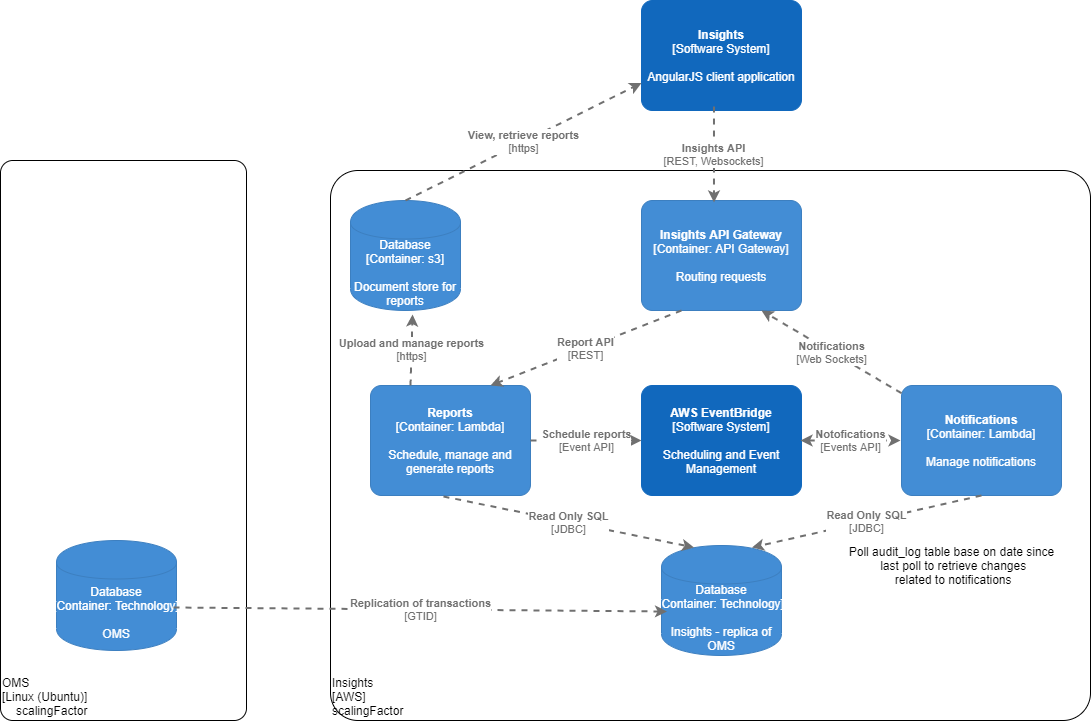 Insights
[Software System]
AngularJS client application
View, retrieve reports
[https]
Insights API
[REST, Websockets]
Database
[Container: s3]
Document store for
reports
Insights API Gateway
[Container: API Gateway]
Routing requests
Upload and manage reports
[https]
Report API
[REST]
Notifications
[Web Sockets]
Reports
[Container: Lambda]
Schedule, manage and
generate reports
Schedule reports
[Event API]
AWS EventBridge
[Software System]
Scheduling and Event
Management
Notofications
[Events API]
Notifications
[Container: Lambda]
Manage notifications
Read Only SQL
[JDBC]
Read Only SQL
[JDBC]
Poll audit_log table base on date since
last poll to retrieve changes
related to notifications
Database
[Container: Technology]
OMS
Replication of transactions
[GTID]
Database
[Container: Technology]
Insights - replica of
OMS
OMS
[Linux (Ubuntu)]
scalingFactor
Insights
[AWS]
scalingFactor